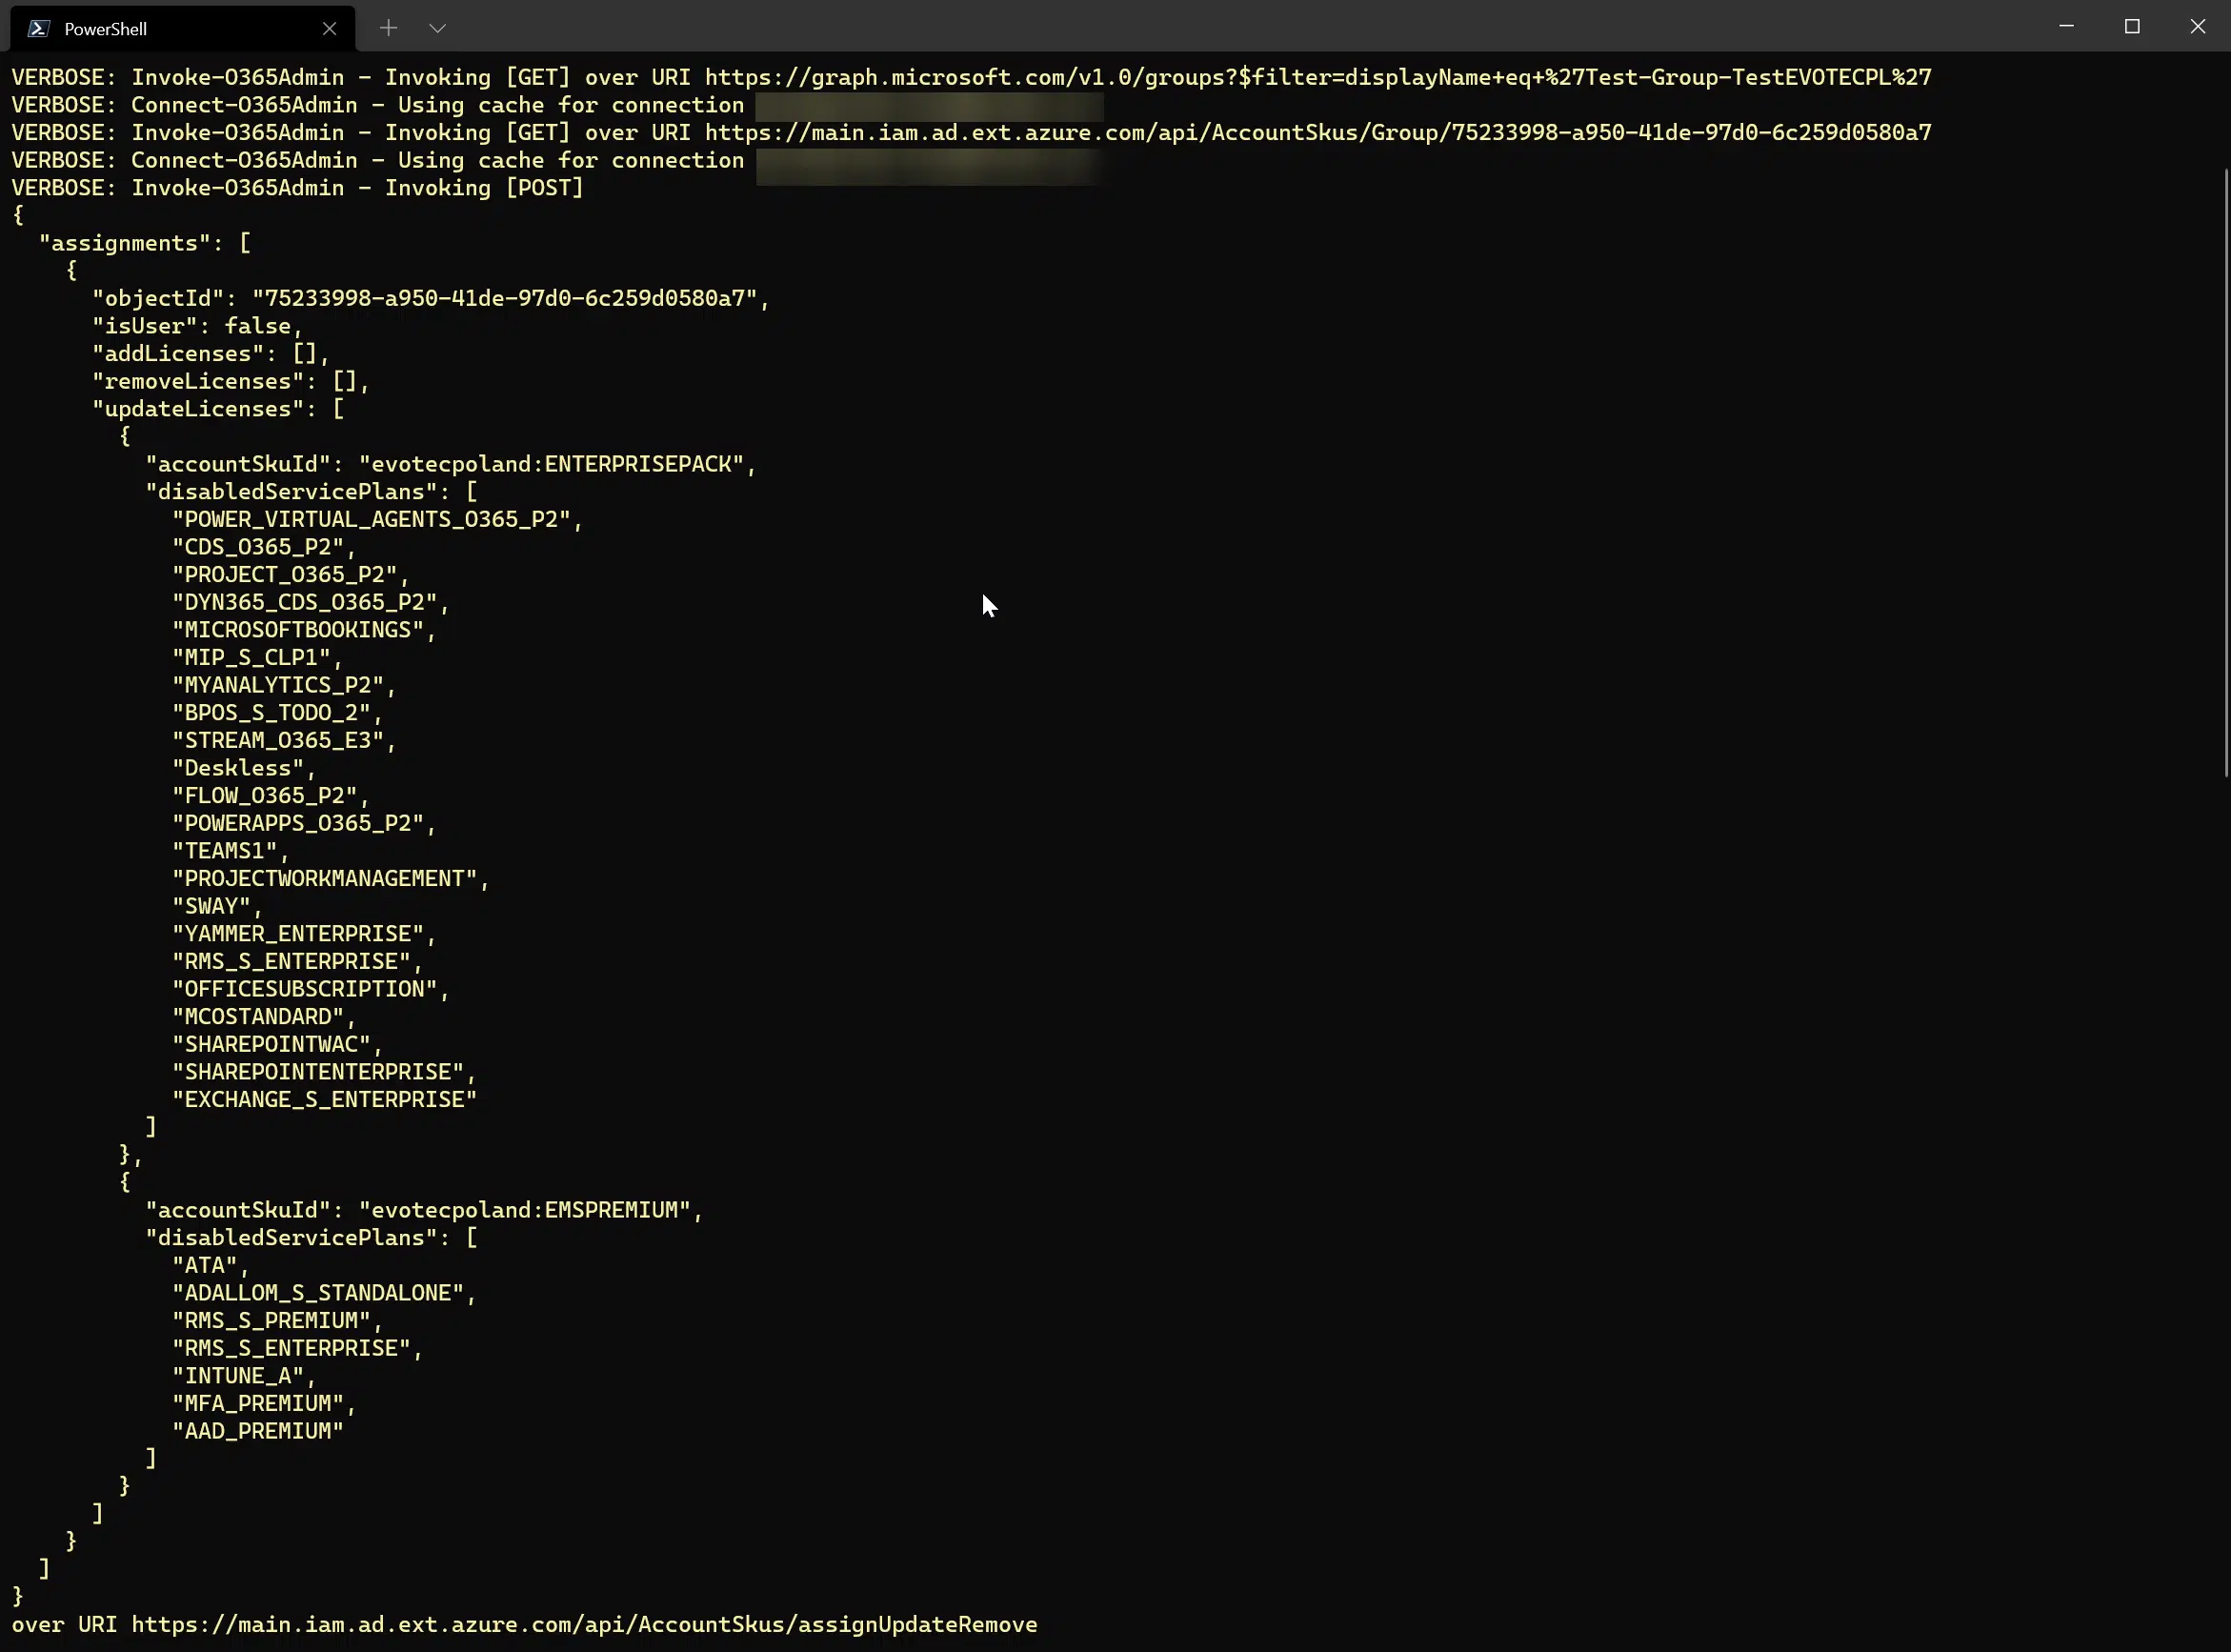 PowerShell
VERBOSE: Invoke-O365Admin - Invoking [GET] over URI https://graph.microsoft.com/v1.0/groups?$filter=displayName+eq+%27Test-Group-TestEVOTECPL%27
VERBOSE: Connect-O365Admin - Using cache for connection
VERBOSE: Invoke-O365Admin - Invoking [GET] over URI https://main.iam.ad.ext.azure.com/api/AccountSkus/Group/75233998-a950-41de-97d0-6c259d0580a7
VERBOSE: Connect-O365Admin - Using cache for connection
VERBOSE: Invoke-O365Admin - Invoking [POST]
{
  "assignments": [
    {
      "objectId": "75233998-a950-41de-97d0-6c259d0580a7",
      "isUser": false,
      "addLicenses": [],
      "removeLicenses": [],
      "updateLicenses": [
        {
          "accountSkuId": "evotecpoland:ENTERPRISEPACK",
          "disabledServicePlans": [
            "POWER_VIRTUAL_AGENTS_O365_P2",
            "CDS_O365_P2",
            "PROJECT_O365_P2",
            "DYN365_CDS_O365_P2",
            "MICROSOFTBOOKINGS",
            "MIP_S_CLP1",
            "MYANALYTICS_P2",
            "BPOS_S_TODO_2",
            "STREAM_O365_E3",
            "Deskless",
            "FLOW_O365_P2",
            "POWERAPPS_O365_P2",
            "TEAMS1",
            "PROJECTWORKMANAGEMENT",
            "SWAY",
            "YAMMER_ENTERPRISE",
            "RMS_S_ENTERPRISE",
            "OFFICESUBSCRIPTION",
            "MCOSTANDARD",
            "SHAREPOINTWAC",
            "SHAREPOINTENTERPRISE",
            "EXCHANGE_S_ENTERPRISE"
          ]
        },
        {
          "accountSkuId": "evotecpoland:EMSPREMIUM",
          "disabledServicePlans": [
            "ATA",
            "ADALLOM_S_STANDALONE",
            "RMS_S_PREMIUM",
            "RMS_S_ENTERPRISE",
            "INTUNE_A",
            "MFA_PREMIUM",
            "AAD_PREMIUM"
          ]
        }
      ]
    }
  ]
}
over URI https://main.iam.ad.ext.azure.com/api/AccountSkus/assignUpdateRemove